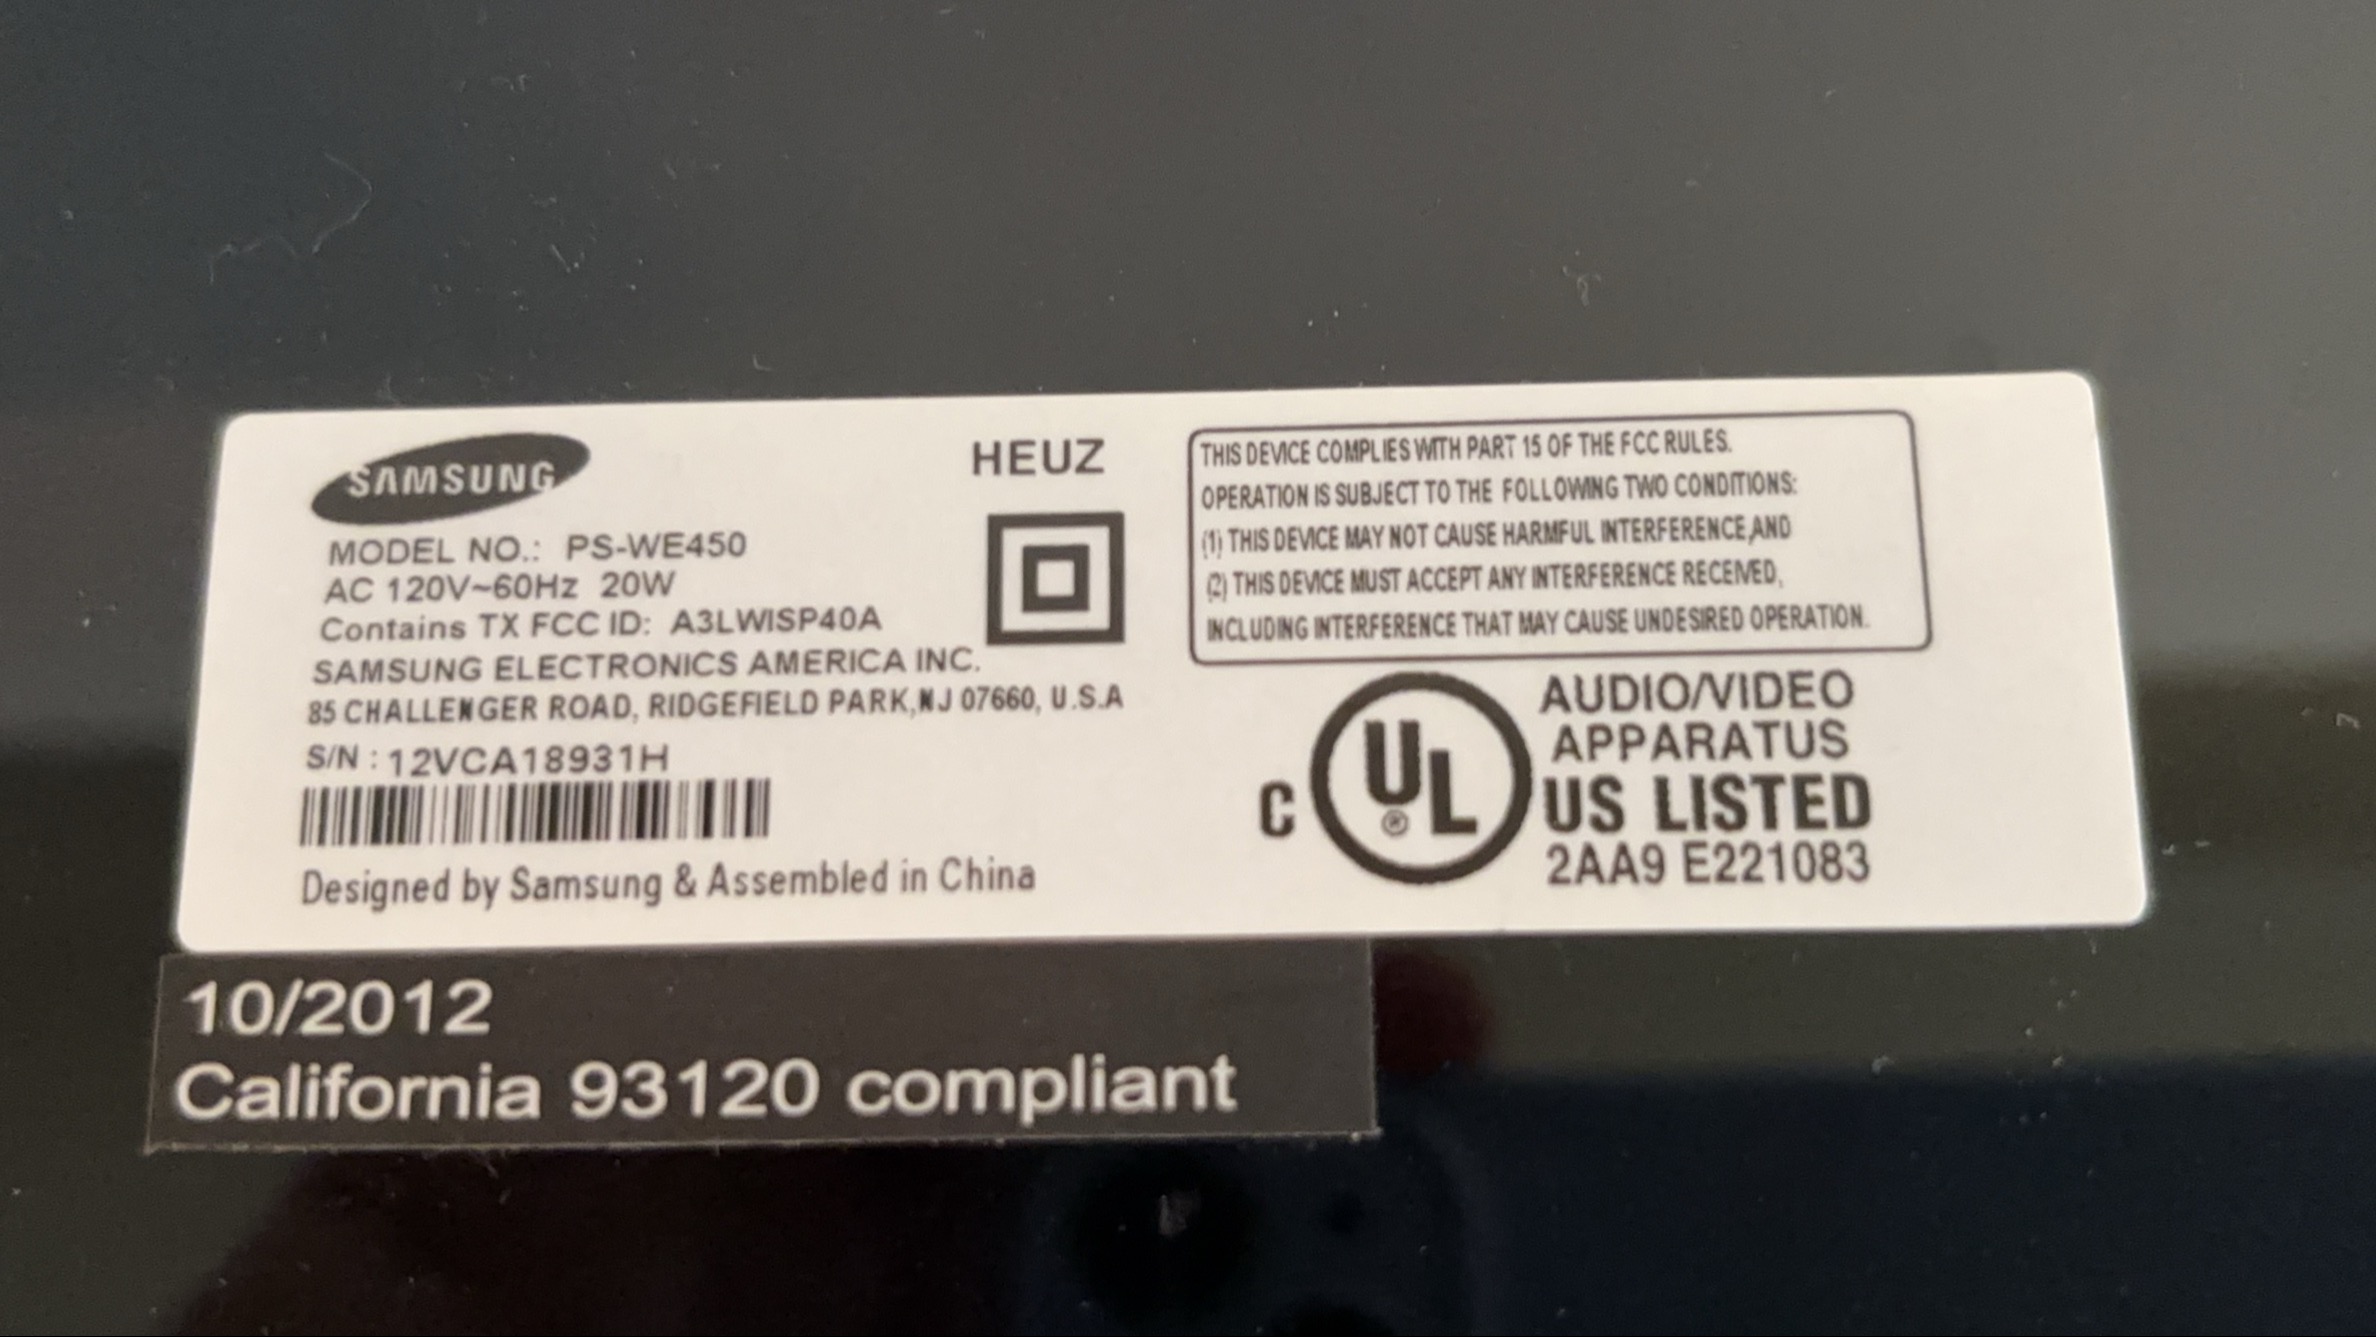 SAMSUNG
MODEL NO.: PS-WE450
AC 120V~60Hz 20W
Contains TX FCC ID: A3LWISP40A
SAMSUNG ELECTRONICS AMERICA INC.
85 CHALLENGER ROAD, RIDGEFIELD PARK,NJ 07660, U.S.A
S/N : 12VCA18931H
Designed by Samsung & Assembled in China
HEUZ
THIS DEVICE COMPLIES WITH PART 15 OF THE FCC RULES.
OPERATION IS SUBJECT TO THE FOLLOWING TWO CONDITIONS:
(1) THIS DEVICE MAY NOT CAUSE HARMFUL INTERFERENCE,AND
(2) THIS DEVICE MUST ACCEPT ANY INTERFERENCE RECEIVED,
INCLUDING INTERFERENCE THAT MAY CAUSE UNDESIRED OPERATION.
C UL ®
AUDIO/VIDEO
APPARATUS
US LISTED
2AA9 E221083
10/2012
California 93120 compliant